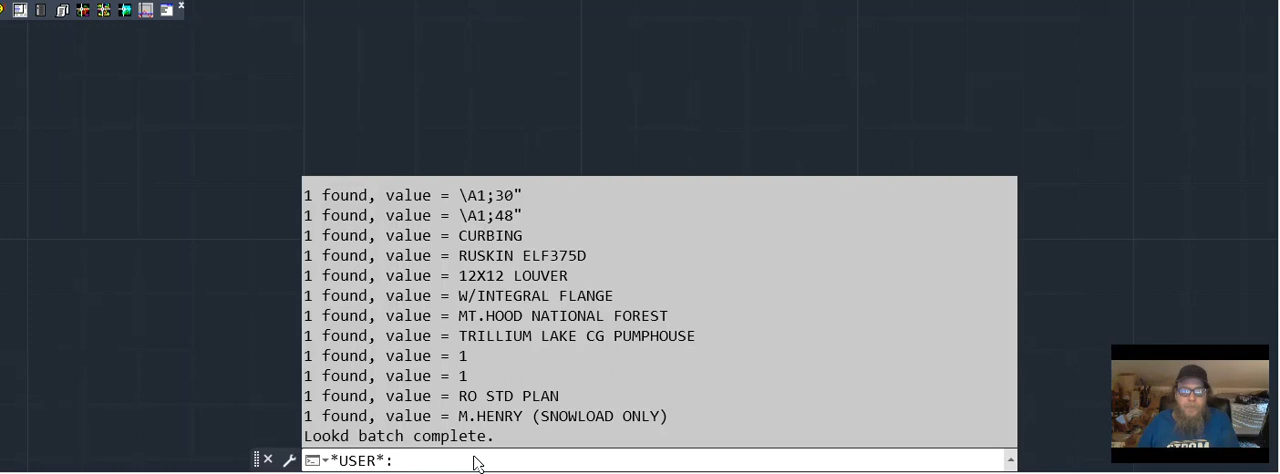 1 found, value = \A1;30"
1 found, value = \A1;48"
1 found, value = CURBING
1 found, value = RUSKIN ELF375D
1 found, value = 12X12 LOUVER
1 found, value = W/INTEGRAL FLANGE
1 found, value = MT.HOOD NATIONAL FOREST
1 found, value = TRILLIUM LAKE CG PUMPHOUSE
1 found, value = 1
1 found, value = 1
1 found, value = RO STD PLAN
1 found, value = M.HENRY (SNOWLOAD ONLY)
Lookd batch complete.
*USER*: